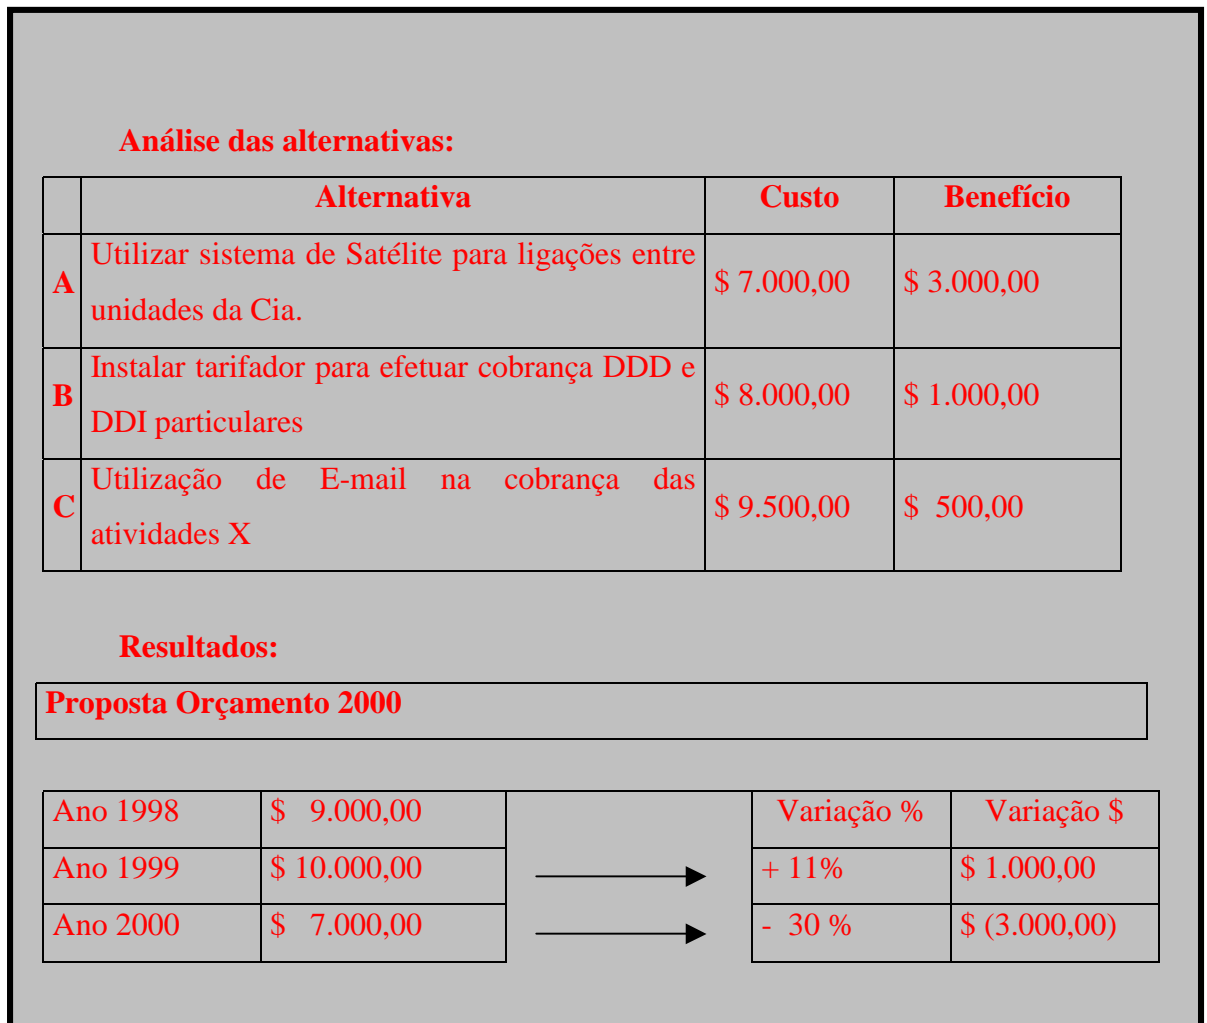 Análise das alternativas:
Alternativa Custo Benefício
A Utilizar sistema de Satélite para ligações entre unidades da Cia. $ 7.000,00 $ 3.000,00
B Instalar tarifador para efetuar cobrança DDD e DDI particulares $ 8.000,00 $ 1.000,00
C Utilização de E-mail na cobrança das atividades X $ 9.500,00 $ 500,00
Resultados:
Proposta Orçamento 2000
Ano 1998 $ 9.000,00 Variação % Variação $
Ano 1999 $ 10.000,00 + 11% $ 1.000,00
Ano 2000 $ 7.000,00 - 30 % $ (3.000,00)